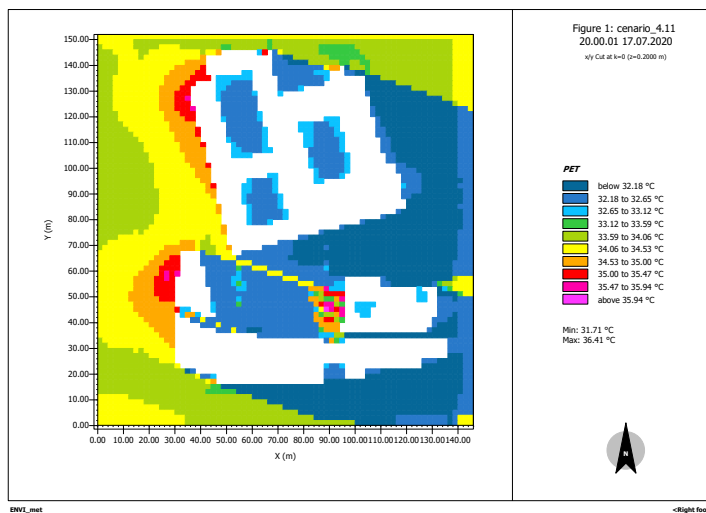 Figure 1: cenario_4.11
20.00.01 17.07.2020
x/y Cut at k=0 (z=0.2000 m)
150.00
140.00
130.00
120.00
110.00
100.00
90.00
80.00
70.00
60.00
50.00
40.00
30.00
20.00
10.00
0.00
Y (m)
0.00 10.00 20.00 30.00 40.00 50.00 60.00 70.00 80.00 90.00 100.00 110.00 120.00 130.00 140.00
X (m)
PET
below 32.18 °C
32.18 to 32.65 °C
32.65 to 33.12 °C
33.12 to 33.59 °C
33.59 to 34.06 °C
34.06 to 34.53 °C
34.53 to 35.00 °C
35.00 to 35.47 °C
35.47 to 35.94 °C
above 35.94 °C
Min: 31.71 °C
Max: 36.41 °C
N
ENVI_met
<Right foo